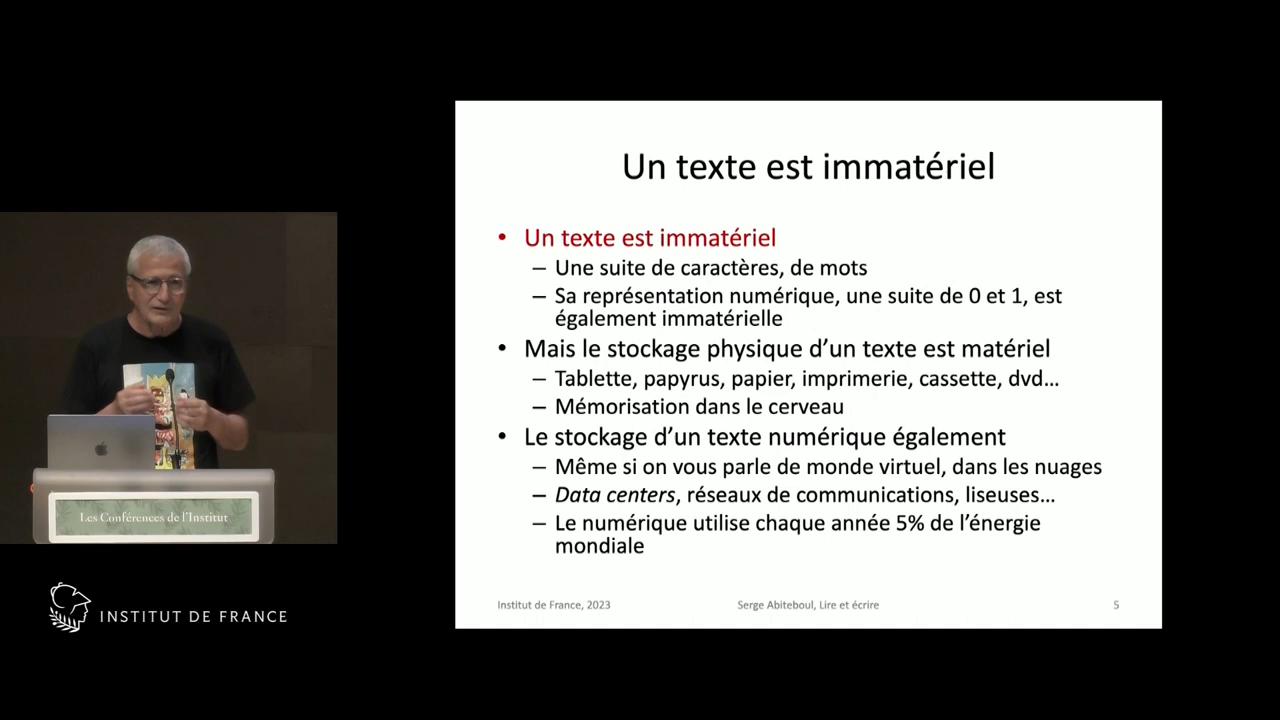 Un texte est immatériel
• Un texte est immatériel
– Une suite de caractères, de mots
– Sa représentation numérique, une suite de 0 et 1, est
également immatérielle
• Mais le stockage physique d’un texte est matériel
– Tablette, papyrus, papier, imprimerie, cassette, dvd…
– Mémorisation dans le cerveau
• Le stockage d’un texte numérique également
– Même si on vous parle de monde virtuel, dans les nuages
– Data centers, réseaux de communications, liseuses…
– Le numérique utilise chaque année 5% de l’énergie
mondiale
Institut de France, 2023
Serge Abiteboul, Lire et écrire
5
Les Conférences de l’Institut
INSTITUT DE FRANCE